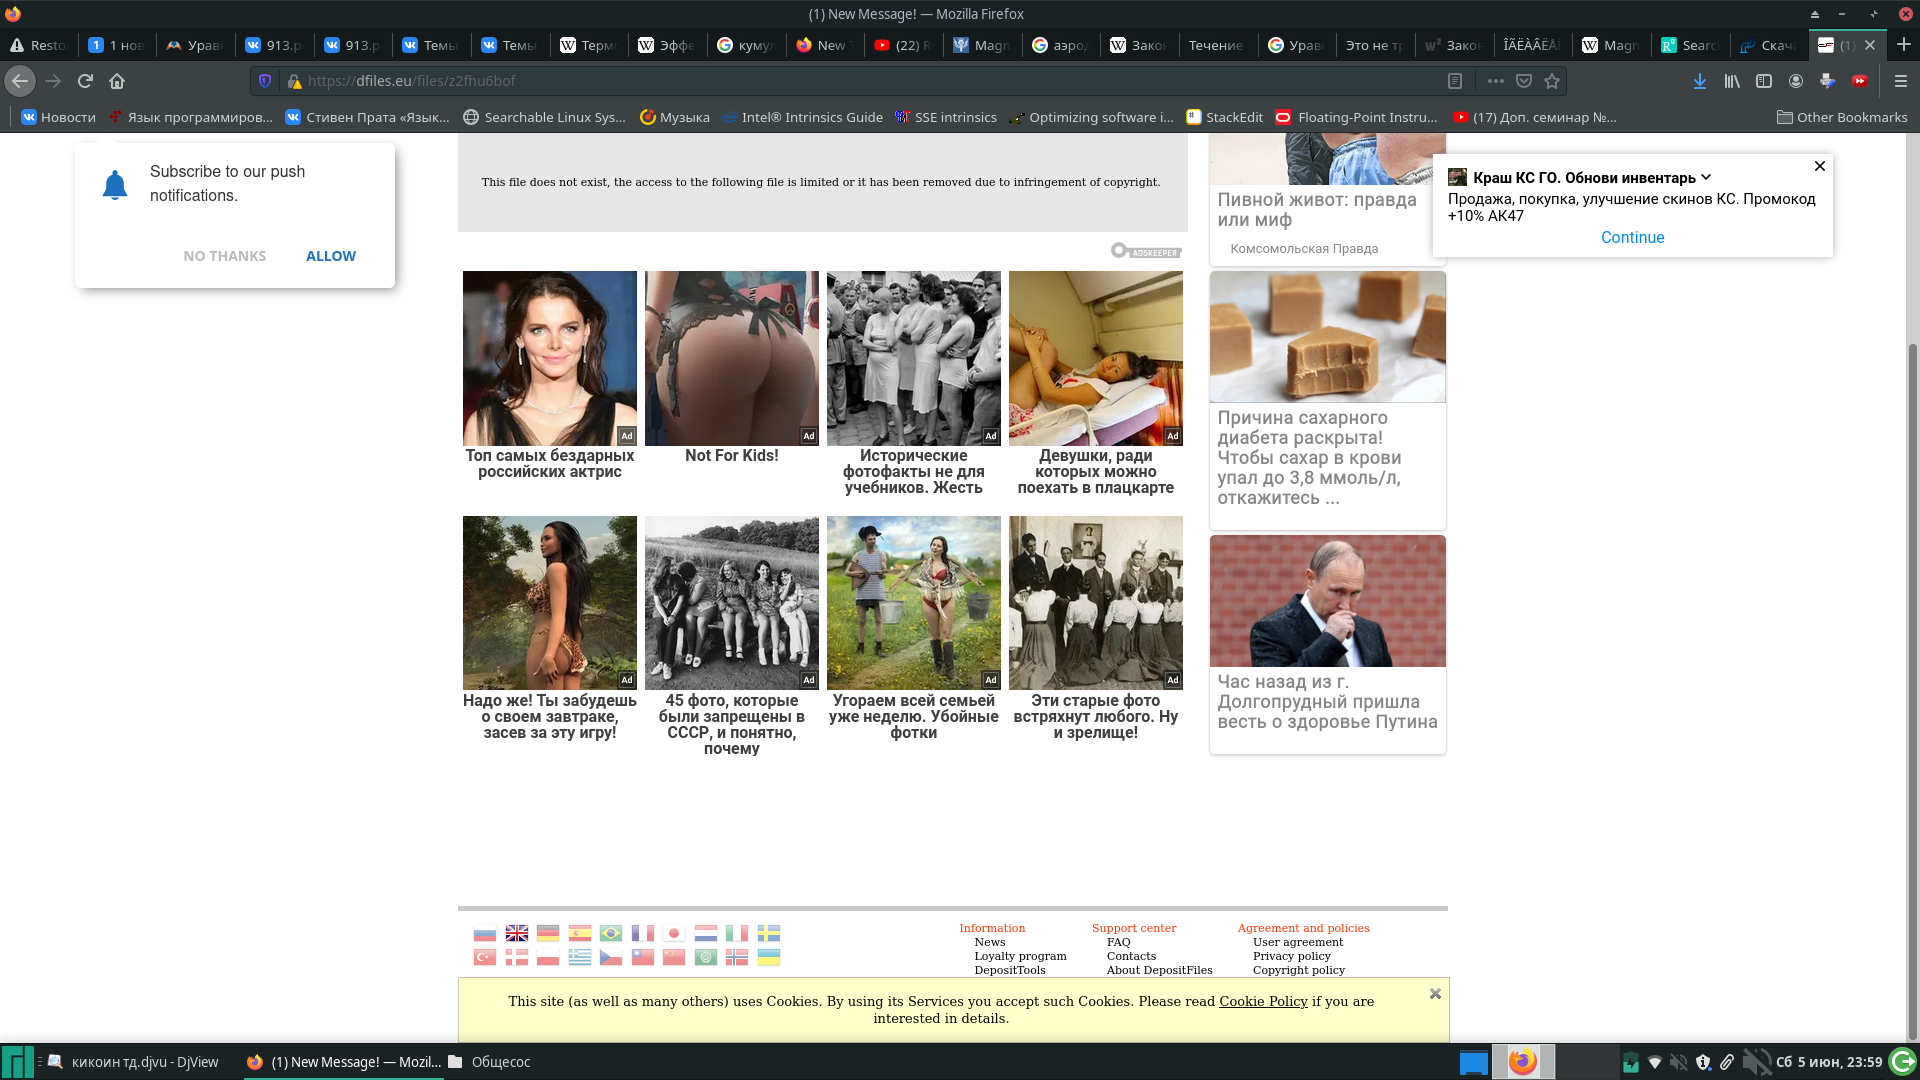 (1) New Message! — Mozilla Firefox
Resto
1 нов
Урав
913.р
913.р
Темы
Темы
Терм
Эффе
куму
New T
(22) R
Magn
аэрод
Закон
Течение
Урав
Это не тр
Закон
ÎÃËÀÂËÅÍ
Magn
Searc
Скача
(1)
https://dfiles.eu/files/z2fhu6bof
Новости
Язык программиров...
Стивен Прата «Язык...
Searchable Linux Sys...
Музыка
Intel® Intrinsics Guide
SSE intrinsics
Optimizing software i...
StackEdit
Floating-Point Instru...
(17) Доп. семинар №...
Other Bookmarks
Subscribe to our push
notifications.
NO THANKS
ALLOW
This file does not exist, the access to the following file is limited or it has been removed due to infringement of copyright.
ADSKEEPER
Ad
Ad
Ad
Ad
Топ самых бездарных
российских актрис
Not For Kids!
Исторические
фотофакты не для
учебников. Жесть
Девушки, ради
которых можно
поехать в плацкарте
Ad
Ad
Ad
Ad
Надо же! Ты забудешь
о своем завтраке,
засев за эту игру!
45 фото, которые
были запрещены в
СССР, и понятно,
почему
Угораем всей семьей
уже неделю. Убойные
фотки
Эти старые фото
встряхнут любого. Ну
и зрелище!
Пивной живот: правда
или миф
Комсомольская Правда
Причина сахарного
диабета раскрыта!
Чтобы сахар в крови
упал до 3,8 ммоль/л,
откажитесь ...
Час назад из г.
Долгопрудный пришла
весть о здоровье Путина
Краш КС ГО. Обнови инвентарь
Продажа, покупка, улучшение скинов КС. Промокод
+10% АК47
Continue
Information
News
Loyalty program
DepositTools
Support center
FAQ
Contacts
About DepositFiles
Agreement and policies
User agreement
Privacy policy
Copyright policy
This site (as well as many others) uses Cookies. By using its Services you accept such Cookies. Please read Cookie Policy if you are
interested in details.
кикоин тд.djvu - DjView
(1) New Message! — Mozil...
Общесос
Сб 5 июн, 23:59